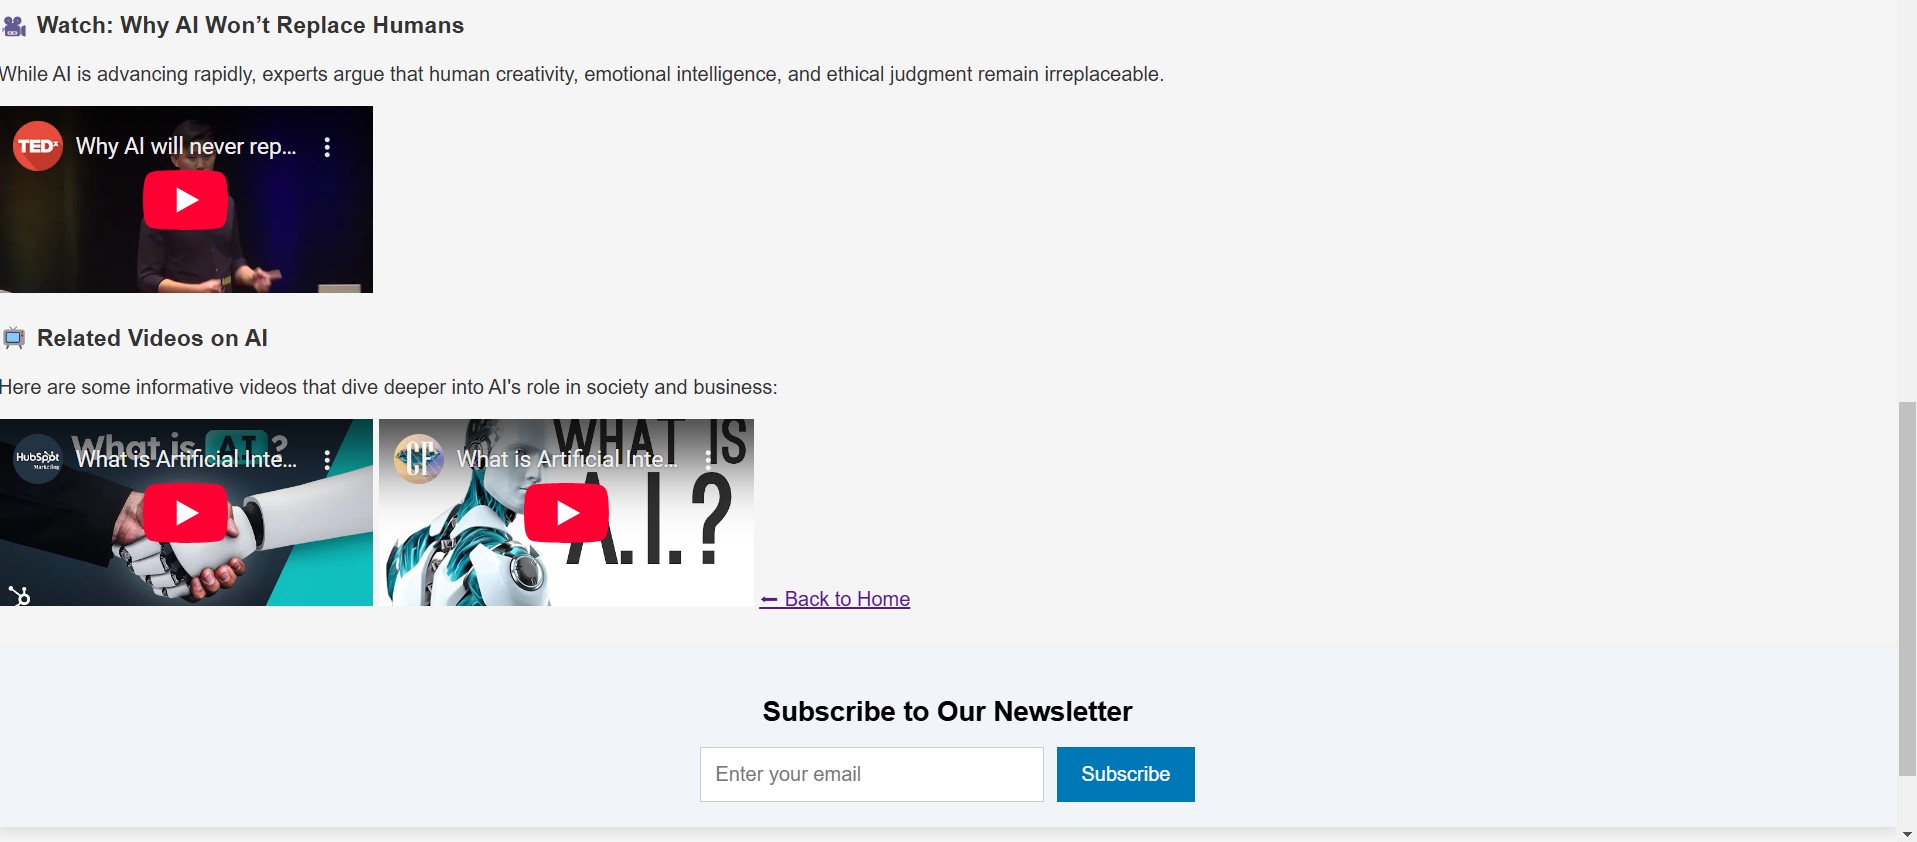 Watch: Why AI Won’t Replace Humans
While AI is advancing rapidly, experts argue that human creativity, emotional intelligence, and ethical judgment remain irreplaceable.
TEDx
Why AI will never rep...
Related Videos on AI
Here are some informative videos that dive deeper into AI's role in society and business:
What is AI?
HubSpot
Marketing
What is Artificial Inte...
WHAT IS
A.I.?
CF
What is Artificial Inte...
← Back to Home
Subscribe to Our Newsletter
Enter your email
Subscribe